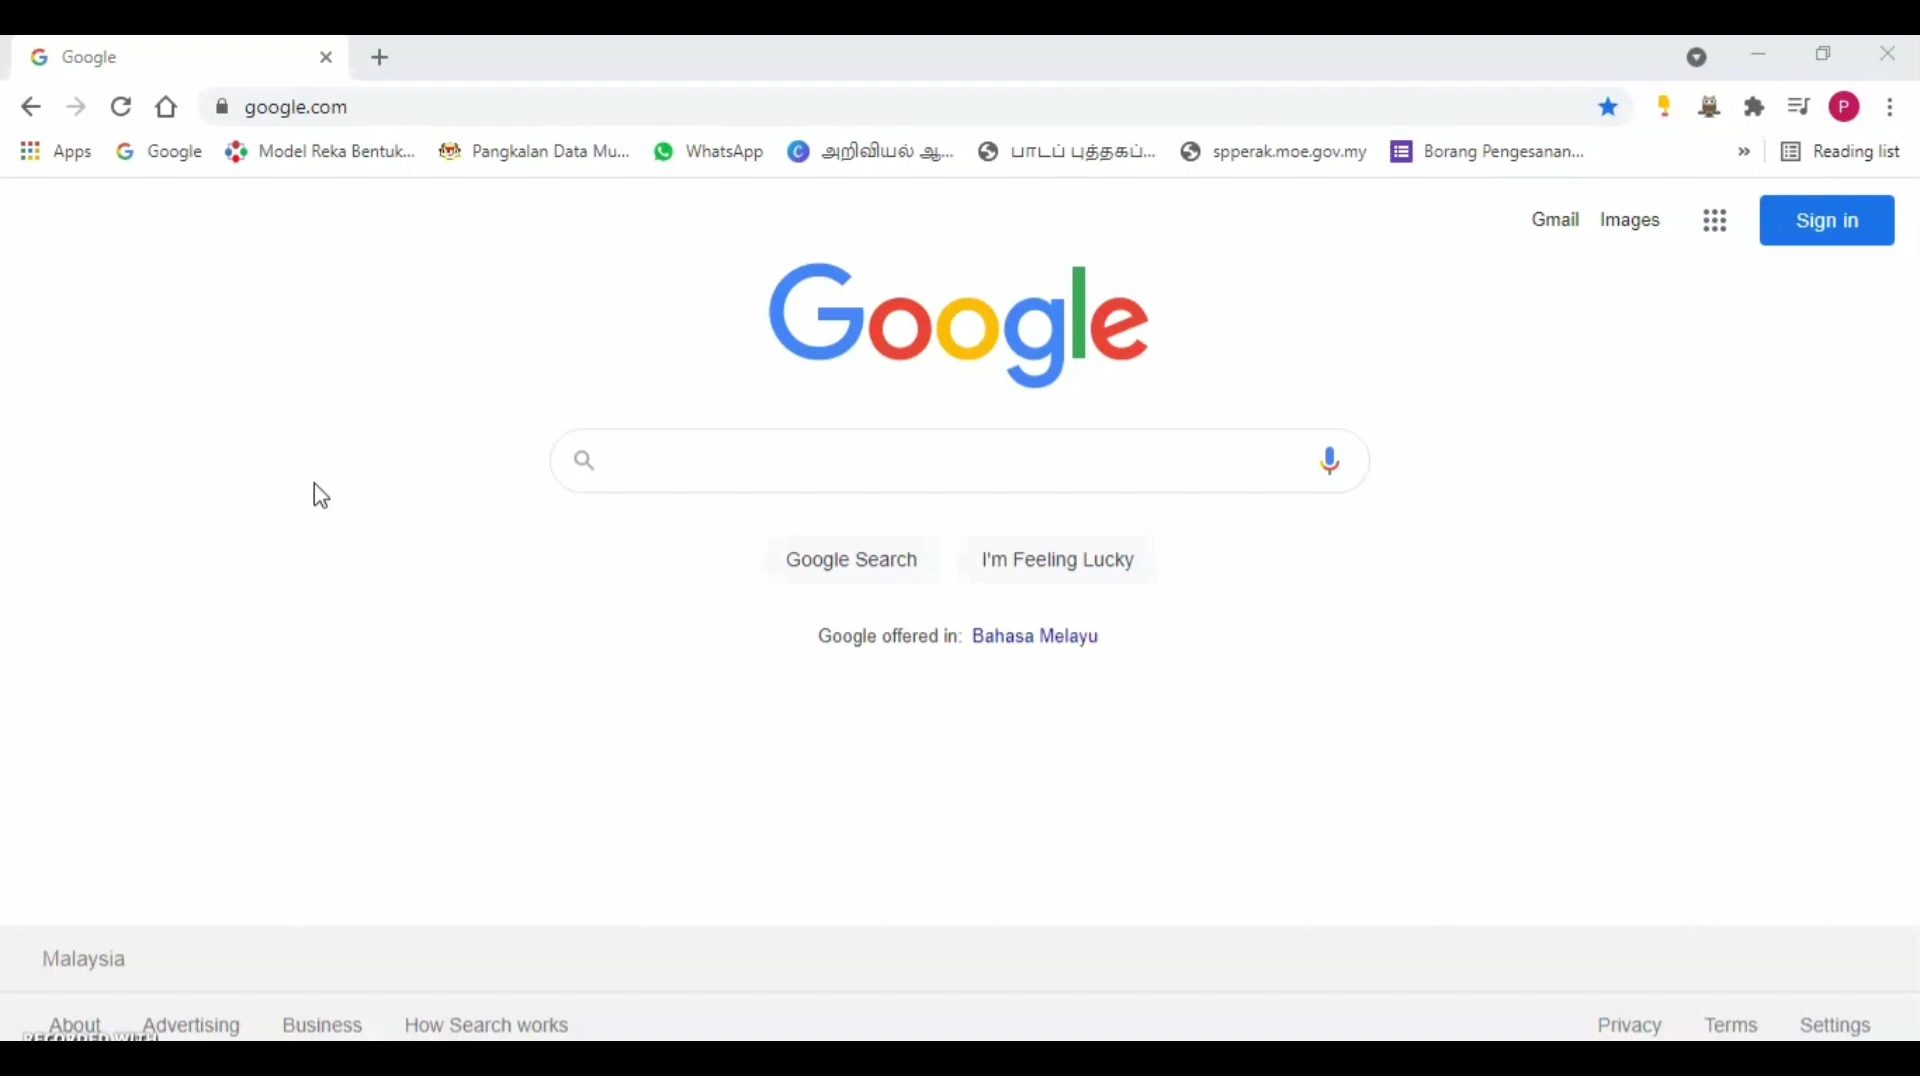 Google
google.com
Apps Google Model Reka Bentuk... Pangkalan Data Mu... WhatsApp அறிவியல் ஆ... பாடப் புத்தகப்... spperak.moe.gov.my Borang Pengesanan... » Reading list
P
Gmail Images Sign in
Google
Google Search I'm Feeling Lucky
Google offered in: Bahasa Melayu
Malaysia
About Advertising Business How Search works Privacy Terms Settings
RECORDED WITH